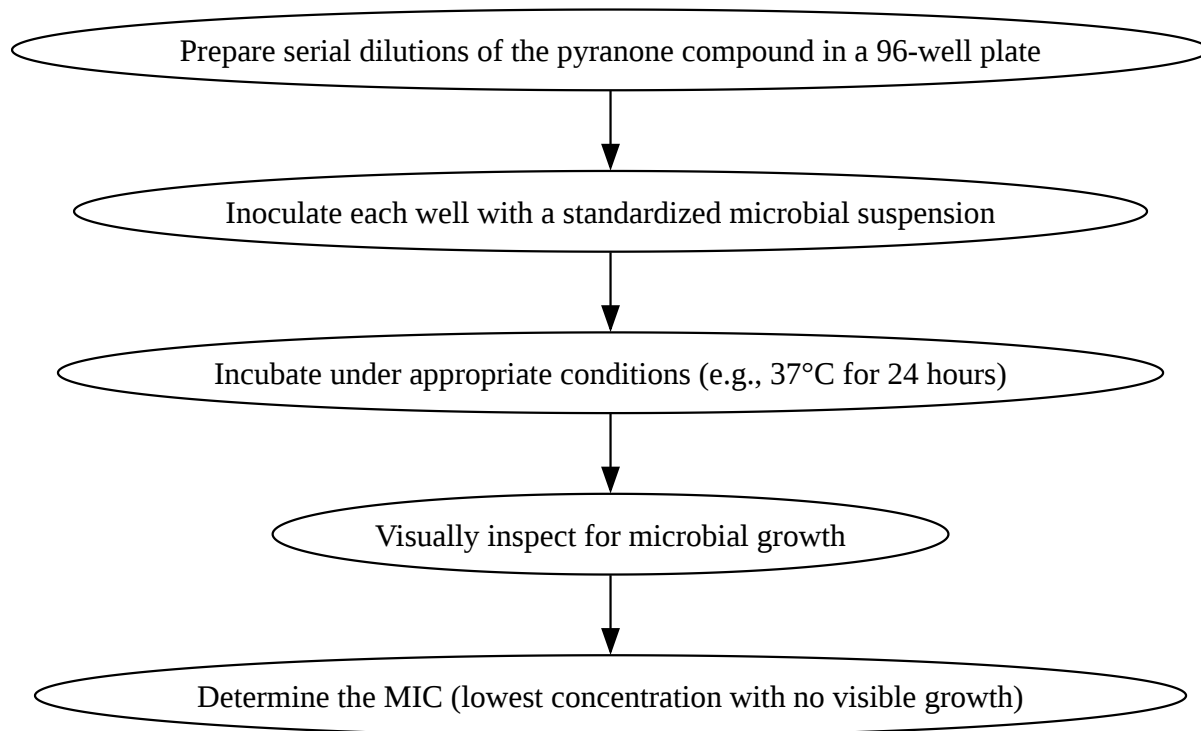 Prepare serial dilutions of the pyranone compound in a 96-well plate
Inoculate each well with a standardized microbial suspension
Incubate under appropriate conditions (e.g., 37°C for 24 hours)
Visually inspect for microbial growth
Determine the MIC (lowest concentration with no visible growth)